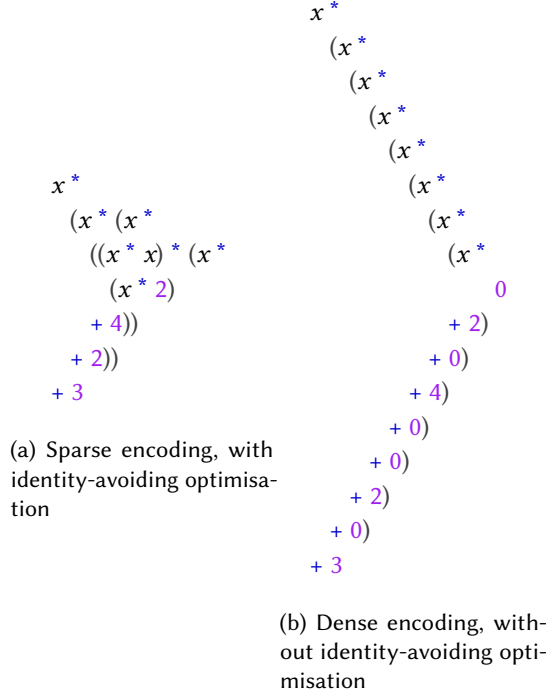 x *
(x * (x *
((x * x) * (x *
(x * 2)
+ 4))
+ 2))
+ 3
(a) Sparse encoding, with
identity-avoiding optimisa-
tion
x *
(x *
(x *
(x *
(x *
(x *
(x *
(x *
0
+ 2)
+ 0)
+ 4)
+ 0)
+ 0)
+ 2)
+ 0)
+ 3
(b) Dense encoding, with-
out identity-avoiding opti-
misation